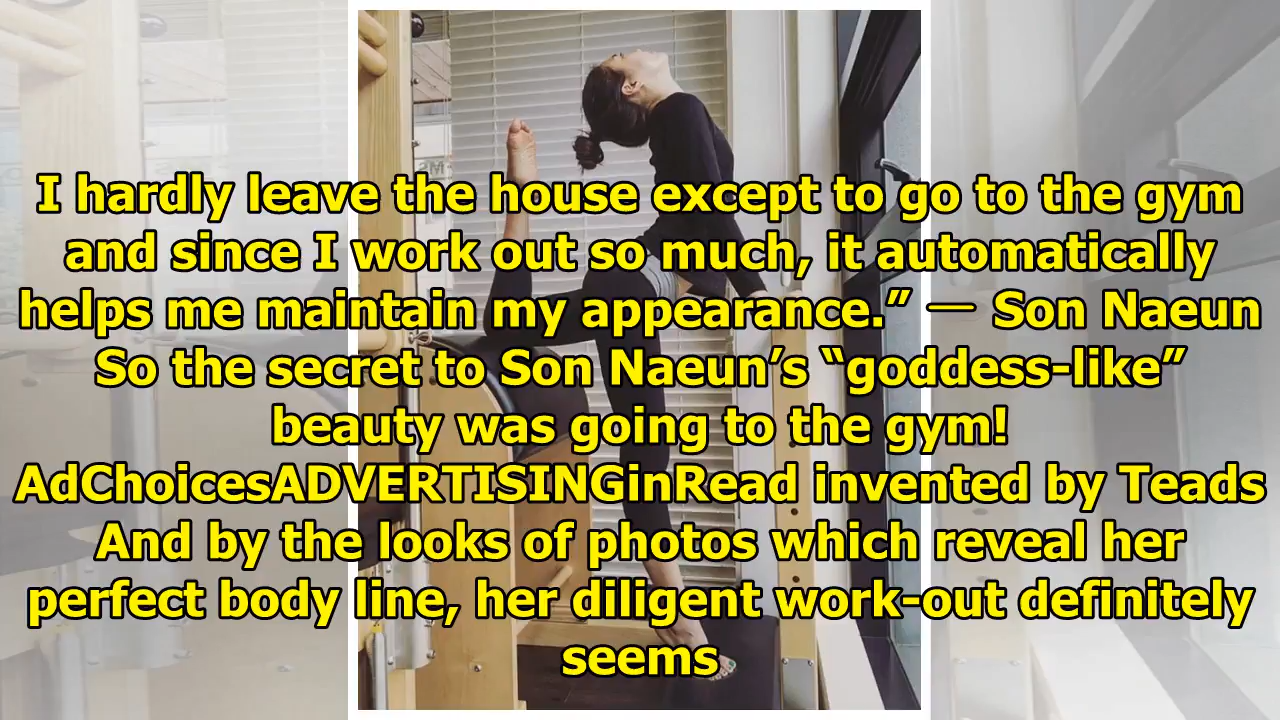 I hardly leave the house except to go to the gym
and since I work out so much, it automatically
helps me maintain my appearance.” — Son Naeun
So the secret to Son Naeun’s “goddess-like”
beauty was going to the gym!
AdChoicesADVERTISINGinRead invented by Teads
And by the looks of photos which reveal her
perfect body line, her diligent work-out definitely
seems